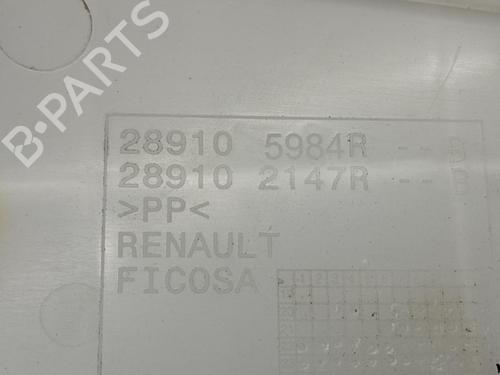 B-PARTS
28910 5984R -- B
28910 2147R -- B
>PP<
RENAULT
FICOSA